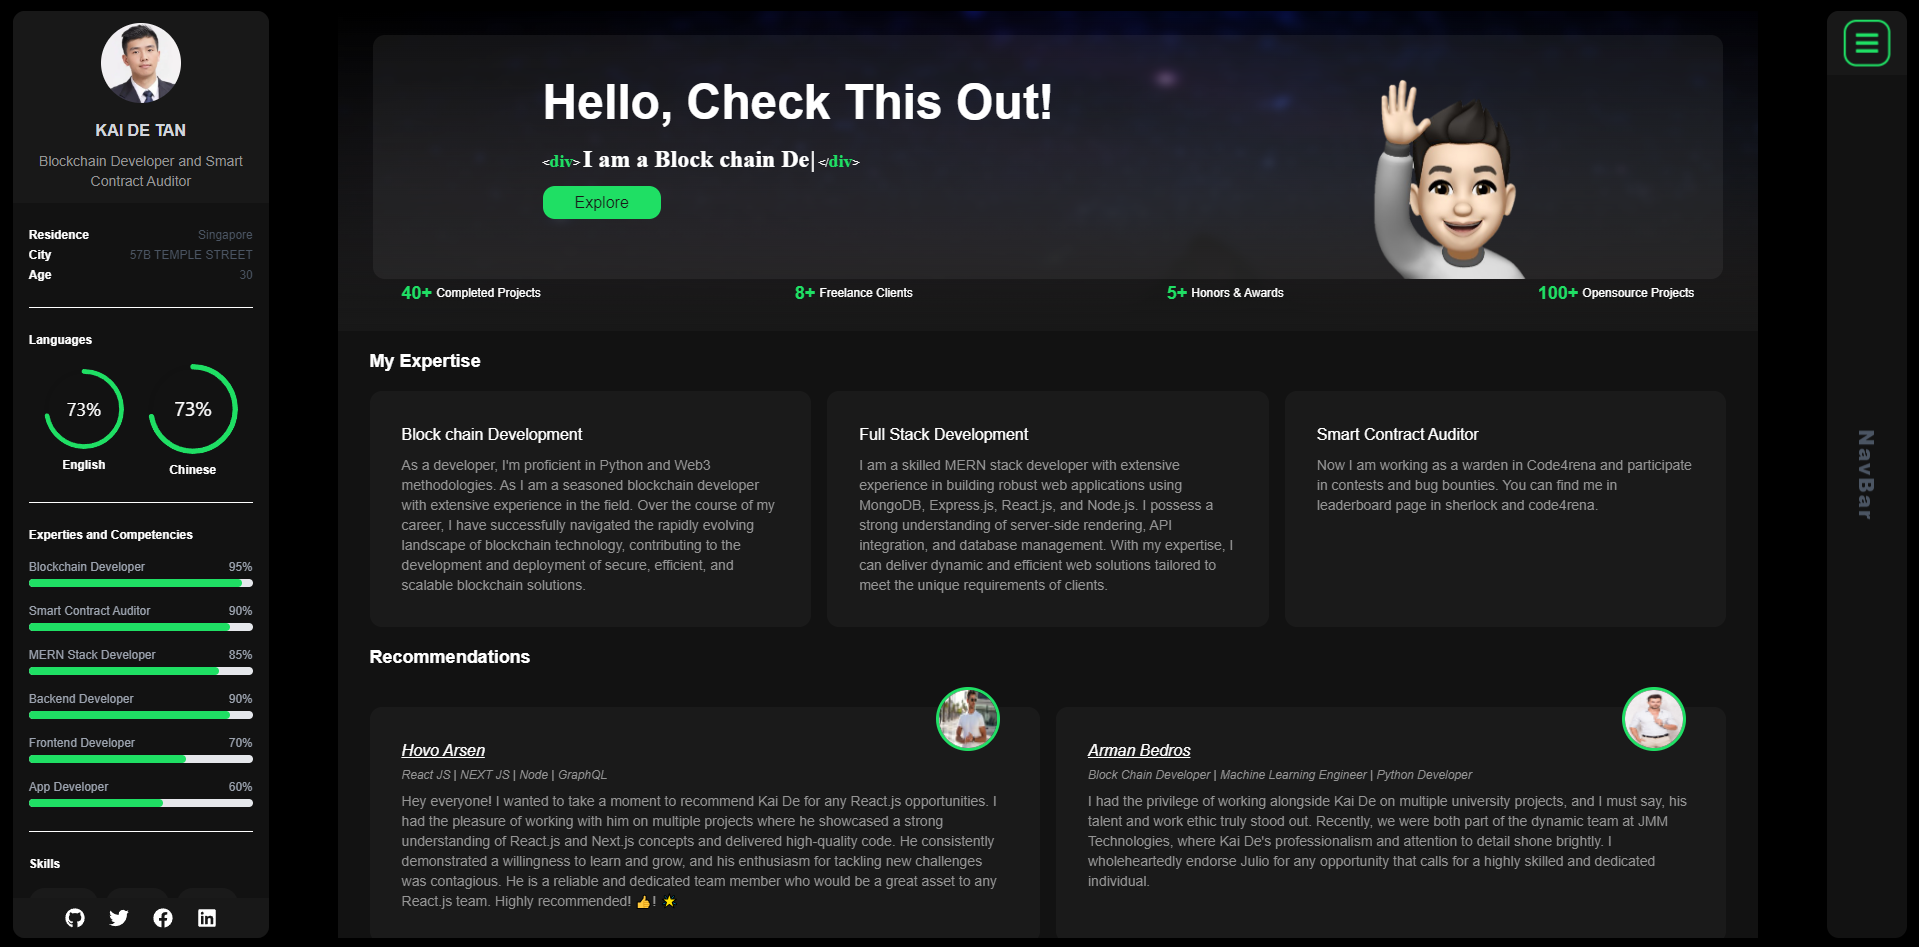 KAI DE TAN
Blockchain Developer and Smart
Contract Auditor
Residence Singapore
City 57B TEMPLE STREET
Age 30
Languages
73% 73%
English Chinese
Experties and Competencies
Blockchain Developer 95%
Smart Contract Auditor 90%
MERN Stack Developer 85%
Backend Developer 90%
Frontend Developer 70%
App Developer 60%
Skills
Hello, Check This Out!
<div> I am a Block chain De| </div>
Explore
40+ Completed Projects
8+ Freelance Clients
5+ Honors & Awards
100+ Opensource Projects
My Expertise
Block chain Development
As a developer, I'm proficient in Python and Web3
methodologies. As I am a seasoned blockchain developer
with extensive experience in the field. Over the course of my
career, I have successfully navigated the rapidly evolving
landscape of blockchain technology, contributing to the
development and deployment of secure, efficient, and
scalable blockchain solutions.
Full Stack Development
I am a skilled MERN stack developer with extensive
experience in building robust web applications using
MongoDB, Express.js, React.js, and Node.js. I possess a
strong understanding of server-side rendering, API
integration, and database management. With my expertise, I
can deliver dynamic and efficient web solutions tailored to
meet the unique requirements of clients.
Smart Contract Auditor
Now I am working as a warden in Code4rena and participate
in contests and bug bounties. You can find me in
leaderboard page in sherlock and code4rena.
Recommendations
Hovo Arsen
React JS | NEXT JS | Node | GraphQL
Hey everyone! I wanted to take a moment to recommend Kai De for any React.js opportunities. I
had the pleasure of working with him on multiple projects where he showcased a strong
understanding of React.js and Next.js concepts and delivered high-quality code. He consistently
demonstrated a willingness to learn and grow, and his enthusiasm for tackling new challenges
was contagious. He is a reliable and dedicated team member who would be a great asset to any
React.js team. Highly recommended! 👍! 🌟
Arman Bedros
Block Chain Developer | Machine Learning Engineer | Python Developer
I had the privilege of working alongside Kai De on multiple university projects, and I must say, his
talent and work ethic truly stood out. Recently, we were both part of the dynamic team at JMM
Technologies, where Kai De's professionalism and attention to detail shone brightly. I
wholeheartedly endorse Julio for any opportunity that calls for a highly skilled and dedicated
individual.
NavBar